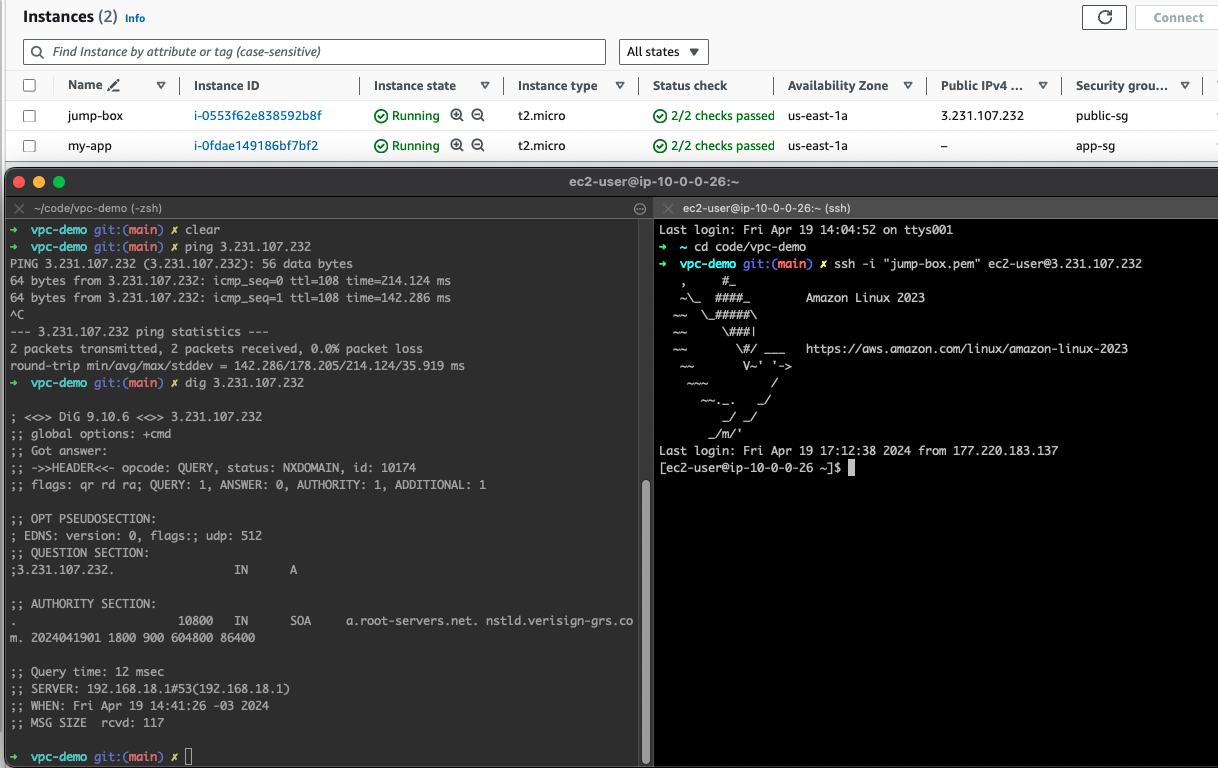 Instances (2) Info
Connect
Find Instance by attribute or tag (case-sensitive)
All states
Name Instance ID Instance state Instance type Status check Availability Zone Public IPv4 ... Security grou...
jump-box i-0553f62e838592b8f Running t2.micro 2/2 checks passed us-east-1a 3.231.107.232 public-sg
my-app i-0fdae149186bf7bf2 Running t2.micro 2/2 checks passed us-east-1a – app-sg
ec2-user@ip-10-0-0-26:~
~/code/vpc-demo (-zsh)
➜ vpc-demo git:(main) ✗ clear
➜ vpc-demo git:(main) ✗ ping 3.231.107.232
PING 3.231.107.232 (3.231.107.232): 56 data bytes
64 bytes from 3.231.107.232: icmp_seq=0 ttl=108 time=214.124 ms
64 bytes from 3.231.107.232: icmp_seq=1 ttl=108 time=142.286 ms
^C
--- 3.231.107.232 ping statistics ---
2 packets transmitted, 2 packets received, 0.0% packet loss
round-trip min/avg/max/stddev = 142.286/178.205/214.124/35.919 ms
➜ vpc-demo git:(main) ✗ dig 3.231.107.232
; <<>> DiG 9.10.6 <<>> 3.231.107.232
;; global options: +cmd
;; Got answer:
;; ->>HEADER<<- opcode: QUERY, status: NXDOMAIN, id: 10174
;; flags: qr rd ra; QUERY: 1, ANSWER: 0, AUTHORITY: 1, ADDITIONAL: 1
;; OPT PSEUDOSECTION:
; EDNS: version: 0, flags:; udp: 512
;; QUESTION SECTION:
;3.231.107.232. IN A
;; AUTHORITY SECTION:
. 10800 IN SOA a.root-servers.net. nstld.verisign-grs.co
m. 2024041901 1800 900 604800 86400
;; Query time: 12 msec
;; SERVER: 192.168.18.1#53(192.168.18.1)
;; WHEN: Fri Apr 19 14:41:26 -03 2024
;; MSG SIZE rcvd: 117
➜ vpc-demo git:(main) ✗
ec2-user@ip-10-0-0-26:~ (ssh)
Last login: Fri Apr 19 14:04:52 on ttys001
➜ ~ cd code/vpc-demo
➜ vpc-demo git:(main) ✗ ssh -i "jump-box.pem" ec2-user@3.231.107.232
   ,     #_
   ~\_  ####_        Amazon Linux 2023
  ~~  \_#####\
  ~~     \###|
  ~~       \#/ ___   https://aws.amazon.com/linux/amazon-linux-2023
   ~~       V~' '->
    ~~~         /
      ~~._.   _/
         _/ _/
       _/m/'
Last login: Fri Apr 19 17:12:38 2024 from 177.220.183.137
[ec2-user@ip-10-0-0-26 ~]$